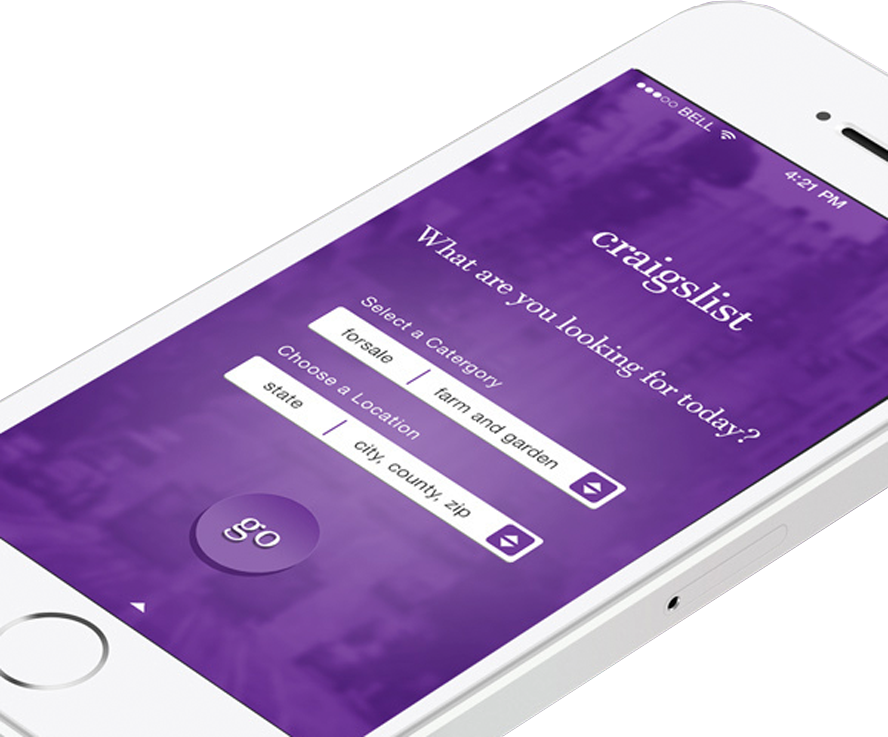 BELL
4:21 PM
craigslist
What are you looking for today?
Select a Catergory
forsale | farm and garden
Choose a Location
state | city, county, zip
go